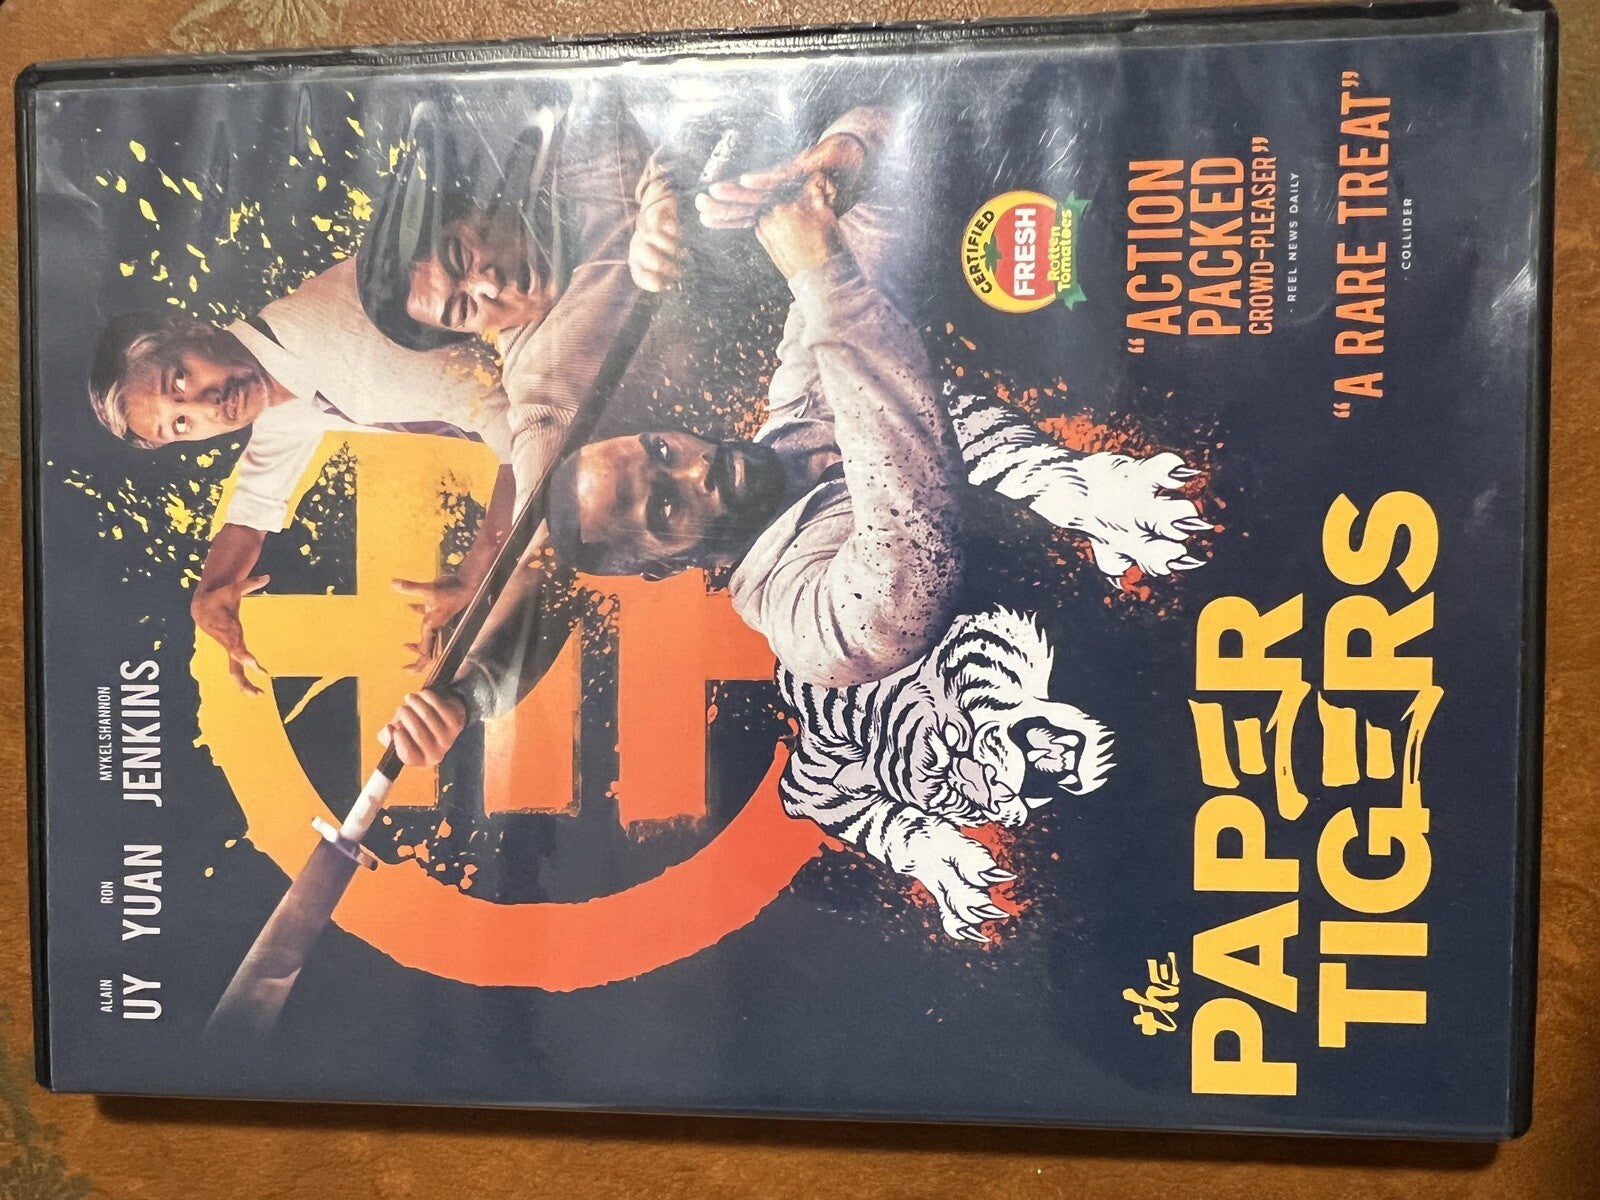 ALAIN RON MYKEL SHANNON
UY YUAN JENKINS
CERTIFIED
FRESH
Rotten
Tomatoes
"ACTION
PACKED
CROWD-PLEASER"
· REEL NEWS DAILY
"A RARE TREAT"
· COLLIDER
the
PAPER
TIGERS